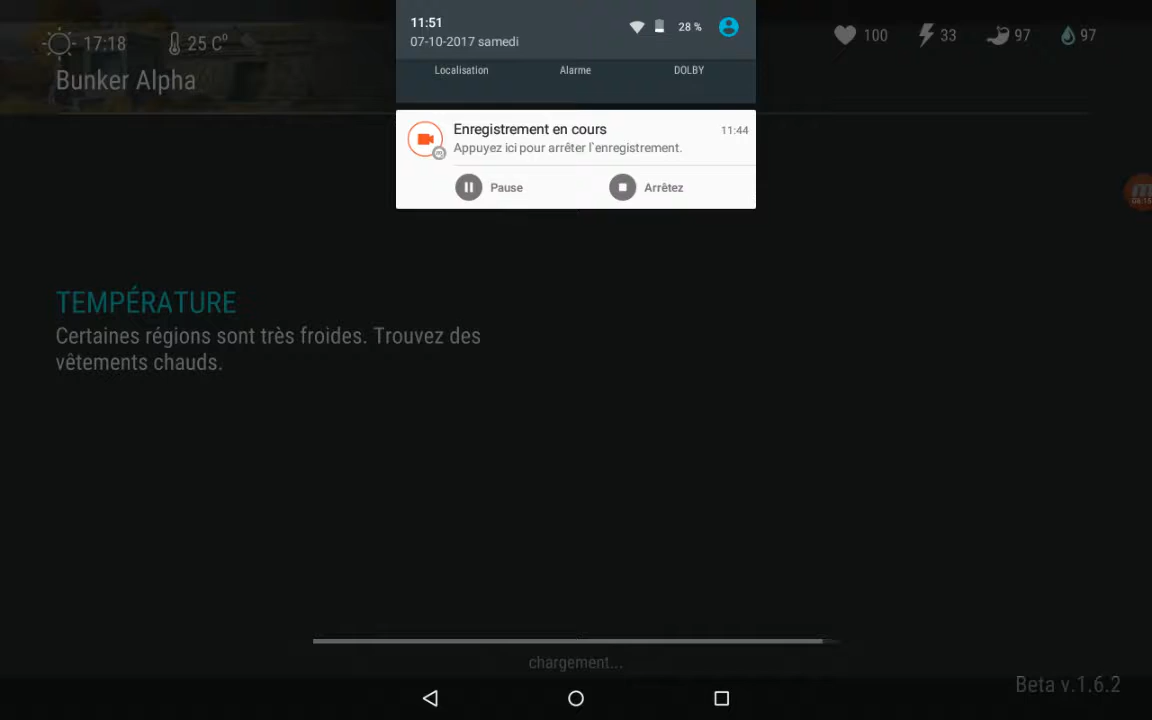 11:51
28 %
07-10-2017 samedi
17:18
25 C°
100
33
97
97
Bunker Alpha
Localisation
Alarme
DOLBY
Enregistrement en cours
11:44
Appuyez ici pour arrêter l`enregistrement.
Pause
Arrêtez
TEMPÉRATURE
Certaines régions sont très froides. Trouvez des
vêtements chauds.
chargement...
Beta v.1.6.2